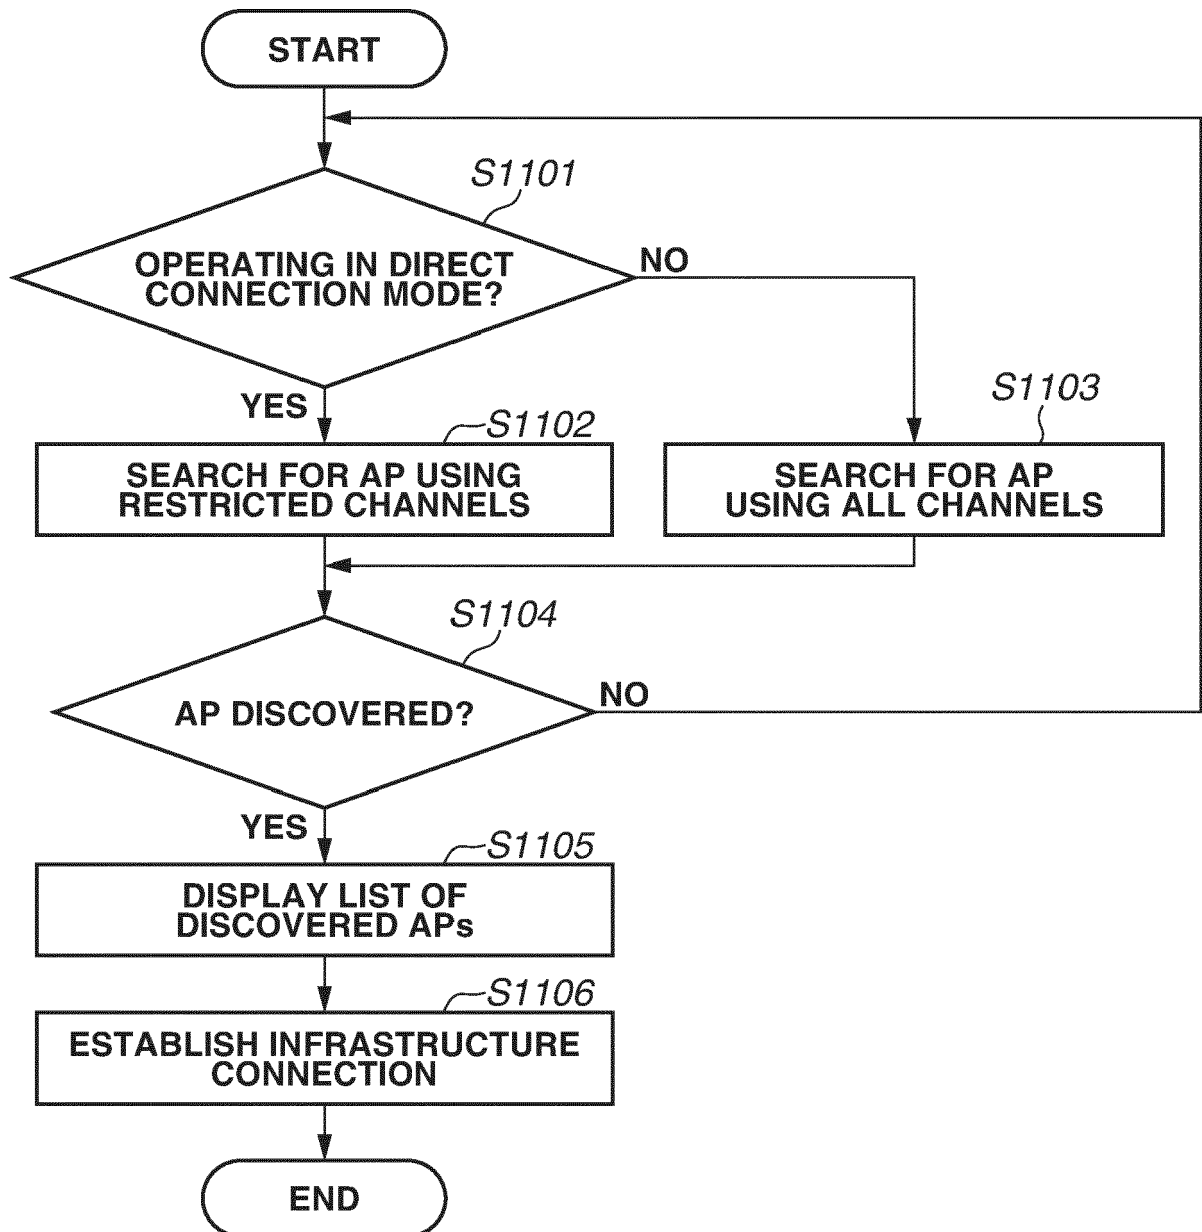 START
S1101
OPERATING IN DIRECT
CONNECTION MODE?
NO
YES
S1102
S1103
SEARCH FOR AP USING
RESTRICTED CHANNELS
SEARCH FOR AP
USING ALL CHANNELS
S1104
AP DISCOVERED?
NO
YES
S1105
DISPLAY LIST OF
DISCOVERED APs
S1106
ESTABLISH INFRASTRUCTURE
CONNECTION
END